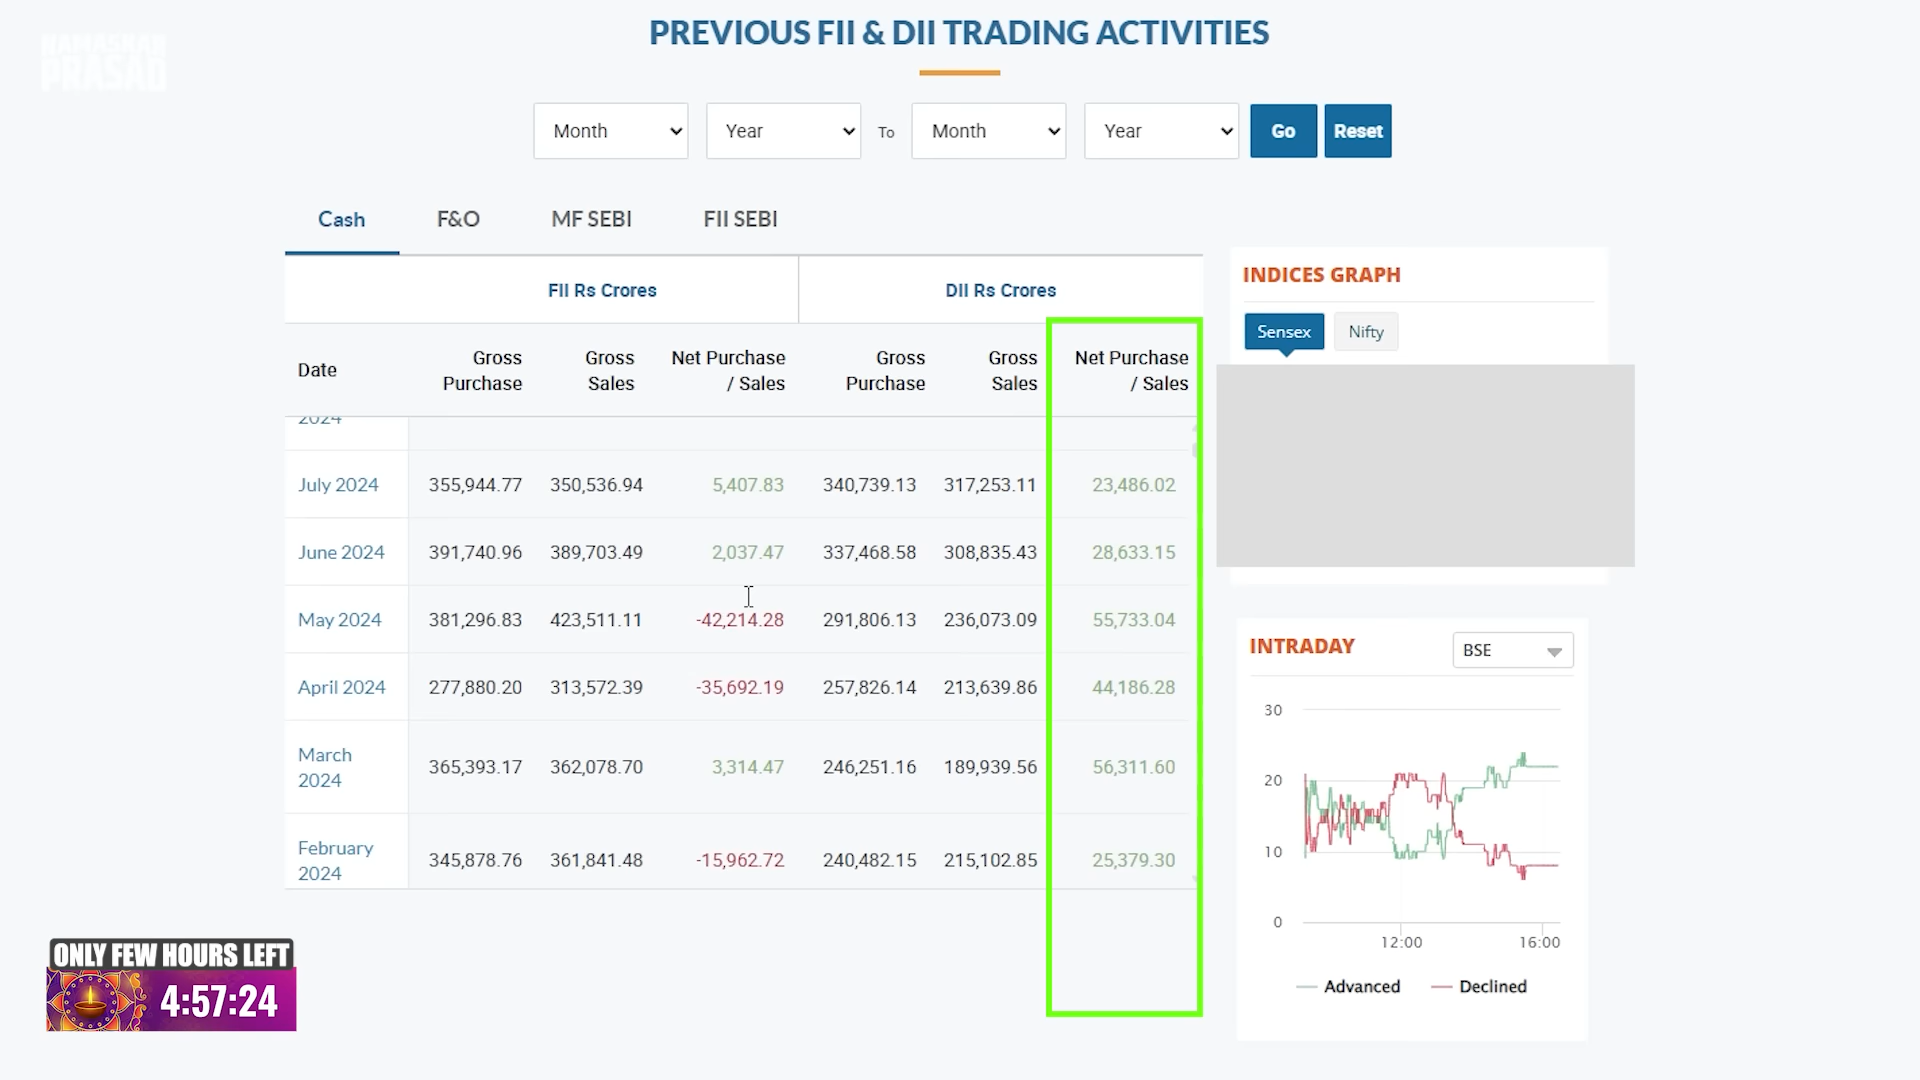 NAMASKAR
PRASAD
PREVIOUS FII & DII TRADING ACTIVITIES
Month Year To Month Year Go Reset
Cash F&O MF SEBI FII SEBI
FII Rs Crores DII Rs Crores
Date Gross Purchase Gross Sales Net Purchase / Sales Gross Purchase Gross Sales Net Purchase / Sales
2024
July 2024 355,944.77 350,536.94 5,407.83 340,739.13 317,253.11 23,486.02
June 2024 391,740.96 389,703.49 2,037.47 337,468.58 308,835.43 28,633.15
May 2024 381,296.83 423,511.11 -42,214.28 291,806.13 236,073.09 55,733.04
April 2024 277,880.20 313,572.39 -35,692.19 257,826.14 213,639.86 44,186.28
March 2024 365,393.17 362,078.70 3,314.47 246,251.16 189,939.56 56,311.60
February 2024 345,878.76 361,841.48 -15,962.72 240,482.15 215,102.85 25,379.30
INDICES GRAPH
Sensex Nifty
INTRADAY BSE
30
20
10
0
12:00 16:00
Advanced Declined
ONLY FEW HOURS LEFT
4:57:24